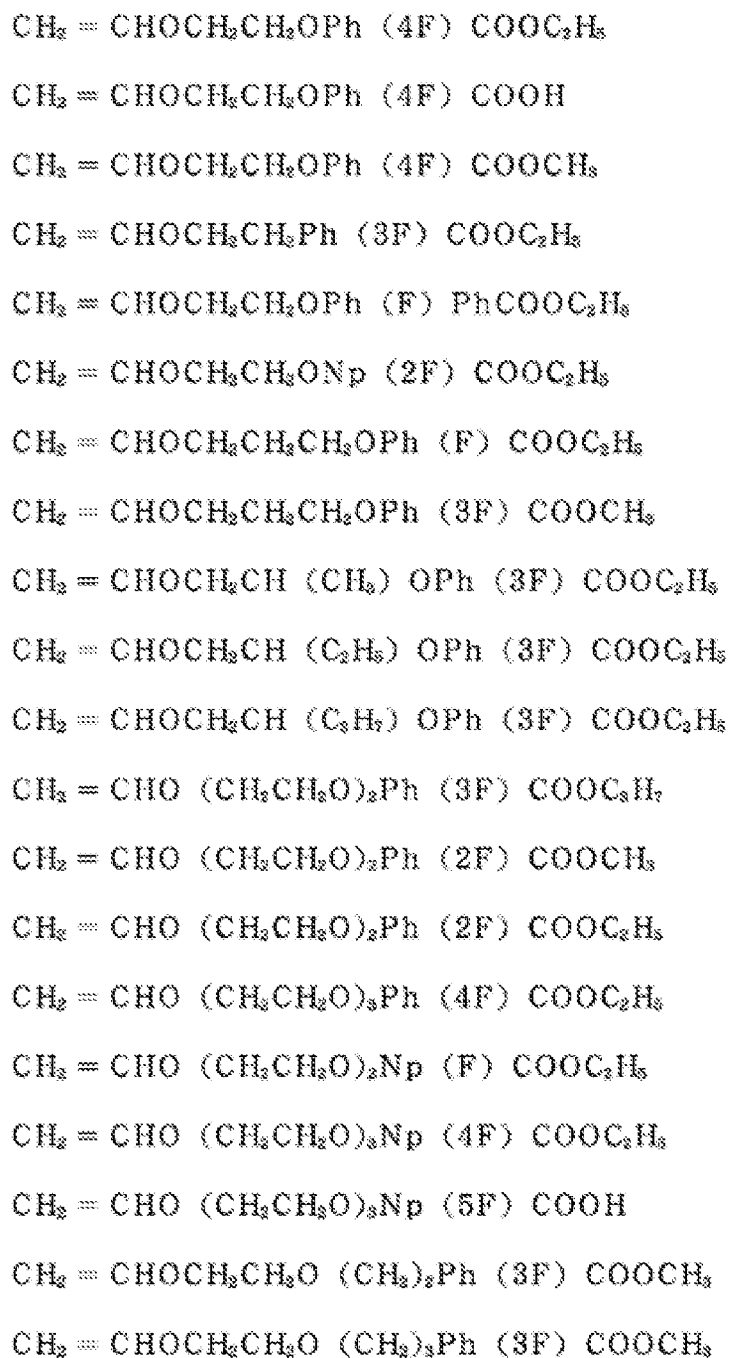 CH₂ = CHOCH₂CH₂OPh (4F) COOC₂H₅
CH₂ = CHOCH₂CH₂OPh (4F) COOH
CH₂ = CHOCH₂CH₂OPh (4F) COOCH₃
CH₂ = CHOCH₂CH₂Ph (3F) COOC₂H₅
CH₂ = CHOCH₂CH₂OPh (F) PhCOOC₂H₅
CH₂ = CHOCH₂CH₂ONp (2F) COOC₂H₅
CH₂ = CHOCH₂CH₂CH₂OPh (F) COOC₂H₅
CH₂ = CHOCH₂CH₂CH₂OPh (3F) COOCH₃
CH₂ = CHOCH₂CH (CH₃) OPh (3F) COOC₂H₅
CH₂ = CHOCH₂CH (C₂H₅) OPh (3F) COOC₂H₅
CH₂ = CHOCH₂CH (C₃H₇) OPh (3F) COOC₂H₅
CH₂ = CHO (CH₂CH₂O)₂Ph (3F) COOC₃H₇
CH₂ = CHO (CH₂CH₂O)₂Ph (2F) COOCH₃
CH₂ = CHO (CH₂CH₂O)₂Ph (2F) COOC₂H₅
CH₂ = CHO (CH₂CH₂O)₃Ph (4F) COOC₂H₅
CH₂ = CHO (CH₂CH₂O)₂Np (F) COOC₂H₅
CH₂ = CHO (CH₂CH₂O)₃Np (4F) COOC₂H₅
CH₂ = CHO (CH₂CH₂O)₃Np (5F) COOH
CH₂ = CHOCH₂CH₂O (CH₂)₂Ph (3F) COOCH₃
CH₂ = CHOCH₂CH₂O (CH₂)₃Ph (3F) COOCH₃